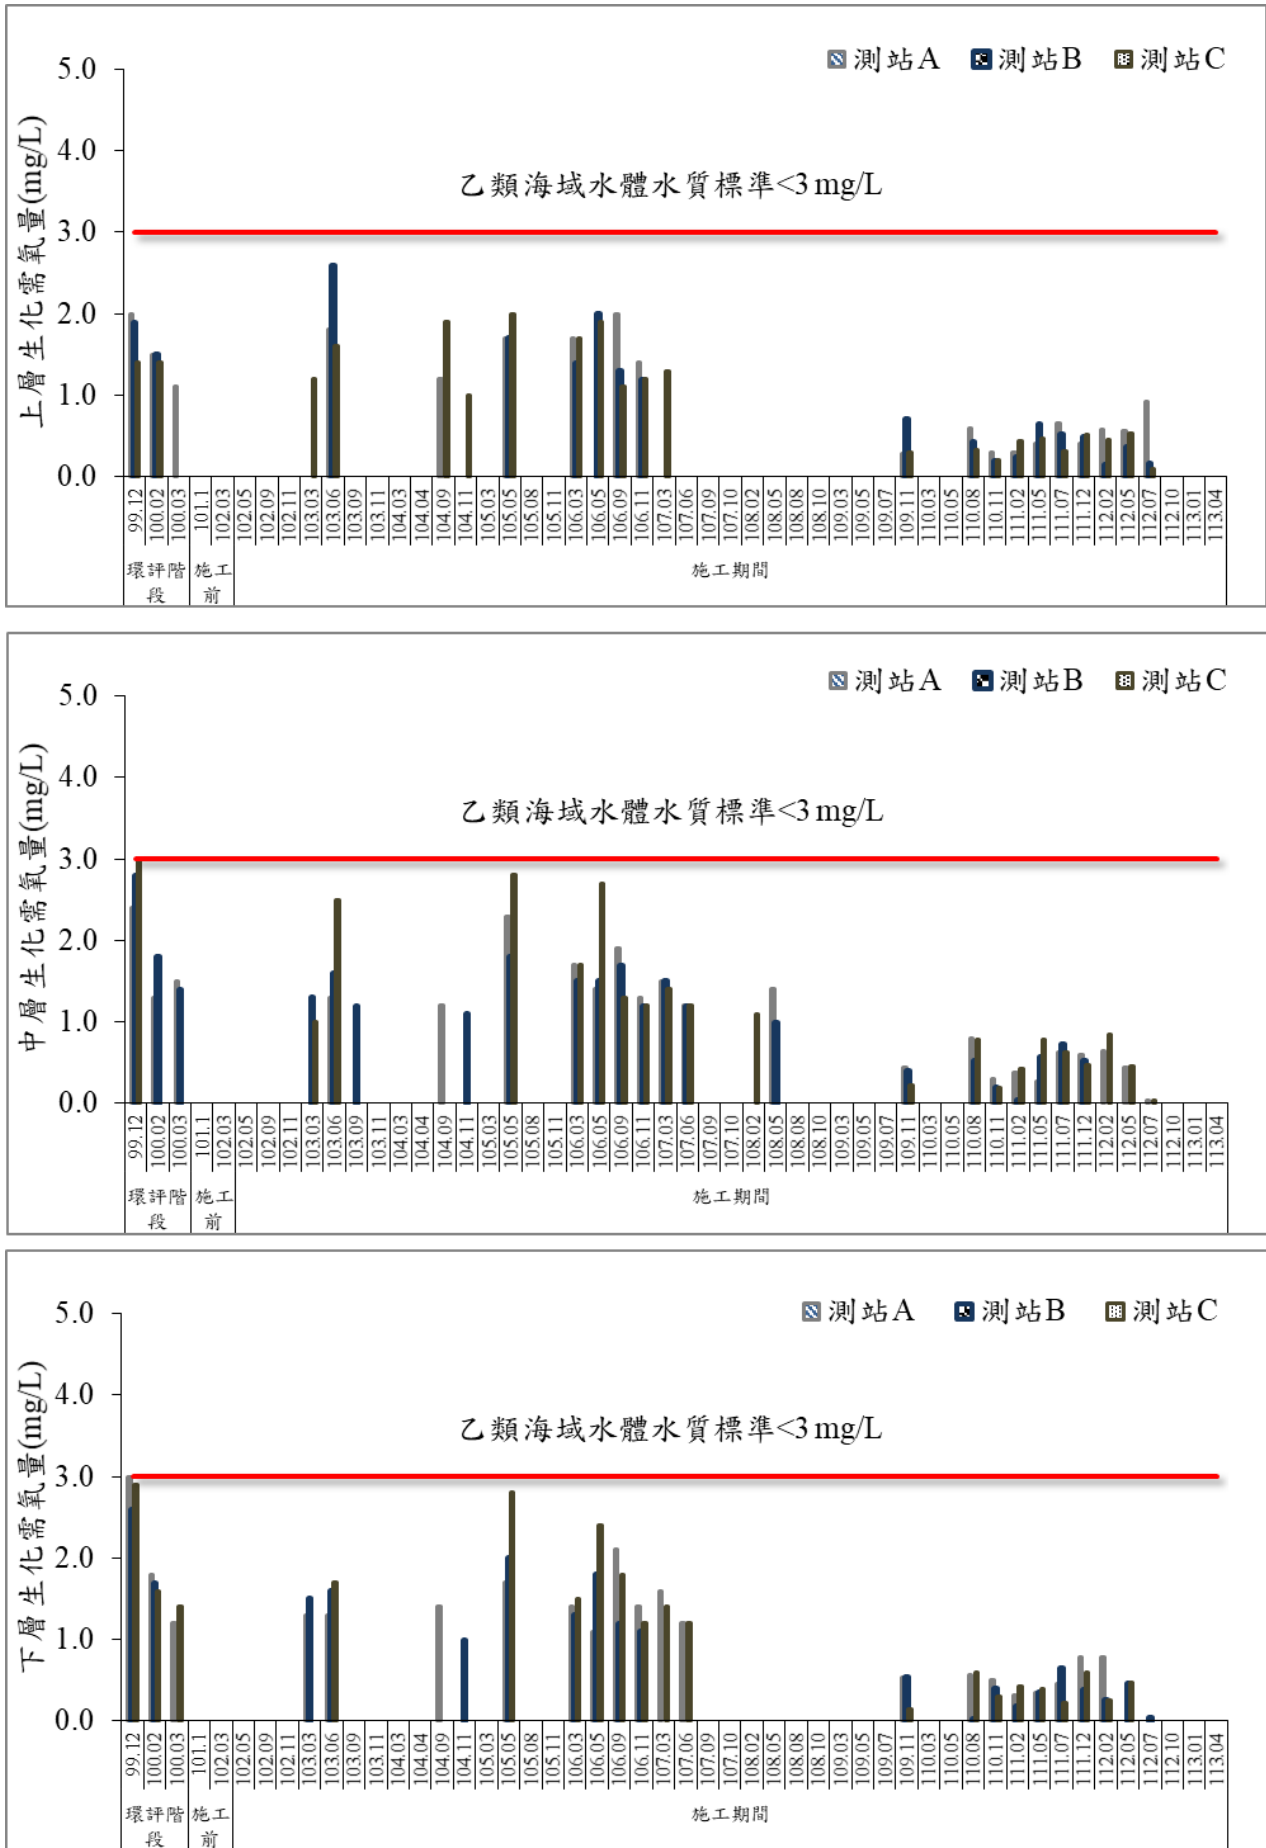 測站A 測站B 測站C
上層生化需氧量(mg/L)
5.0
4.0
3.0
2.0
1.0
0.0
乙類海域水體水質標準<3 mg/L
99.12 100.02 100.03 101.1 102.03 102.05 102.09 102.11 103.03 103.06 103.09 103.11 104.03 104.04 104.09 104.11 105.03 105.05 105.08 105.11 106.03 106.05 106.09 106.11 107.03 107.06 107.09 107.10 108.02 108.05 108.08 108.10 109.03 109.05 109.07 109.11 110.03 110.05 110.08 110.11 111.02 111.05 111.07 111.12 112.02 112.05 112.07 112.10 113.01 113.04
環評階段 施工前 施工期間
測站A 測站B 測站C
中層生化需氧量(mg/L)
5.0
4.0
3.0
2.0
1.0
0.0
乙類海域水體水質標準<3 mg/L
99.12 100.02 100.03 101.1 102.03 102.05 102.09 102.11 103.03 103.06 103.09 103.11 104.03 104.04 104.09 104.11 105.03 105.05 105.08 105.11 106.03 106.05 106.09 106.11 107.03 107.06 107.09 107.10 108.02 108.05 108.08 108.10 109.03 109.05 109.07 109.11 110.03 110.05 110.08 110.11 111.02 111.05 111.07 111.12 112.02 112.05 112.07 112.10 113.01 113.04
環評階段 施工前 施工期間
測站A 測站B 測站C
下層生化需氧量(mg/L)
5.0
4.0
3.0
2.0
1.0
0.0
乙類海域水體水質標準<3 mg/L
99.12 100.02 100.03 101.1 102.03 102.05 102.09 102.11 103.03 103.06 103.09 103.11 104.03 104.04 104.09 104.11 105.03 105.05 105.08 105.11 106.03 106.05 106.09 106.11 107.03 107.06 107.09 107.10 108.02 108.05 108.08 108.10 109.03 109.05 109.07 109.11 110.03 110.05 110.08 110.11 111.02 111.05 111.07 111.12 112.02 112.05 112.07 112.10 113.01 113.04
環評階段 施工前 施工期間